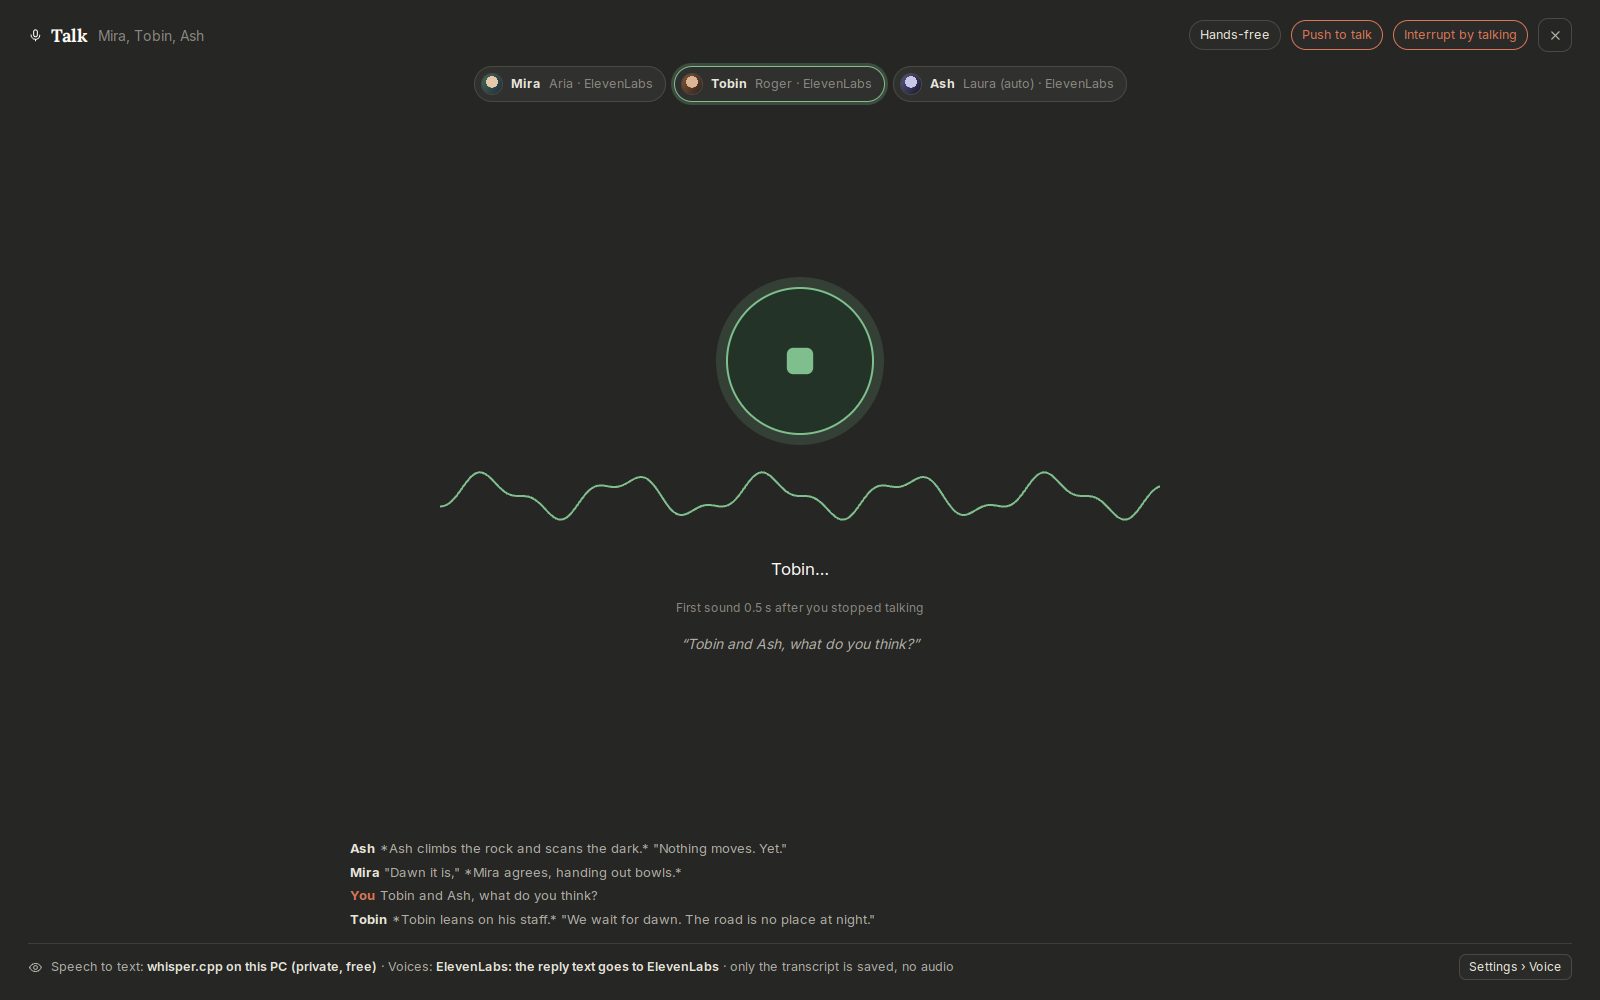 Talk Mira, Tobin, Ash
Hands-free Push to talk Interrupt by talking
Mira Aria · ElevenLabs Tobin Roger · ElevenLabs Ash Laura (auto) · ElevenLabs
Tobin...
First sound 0.5 s after you stopped talking
“Tobin and Ash, what do you think?”
Ash *Ash climbs the rock and scans the dark.* "Nothing moves. Yet."
Mira "Dawn it is," *Mira agrees, handing out bowls.*
You Tobin and Ash, what do you think?
Tobin *Tobin leans on his staff.* "We wait for dawn. The road is no place at night."
Speech to text: whisper.cpp on this PC (private, free) · Voices: ElevenLabs: the reply text goes to ElevenLabs · only the transcript is saved, no audio Settings › Voice